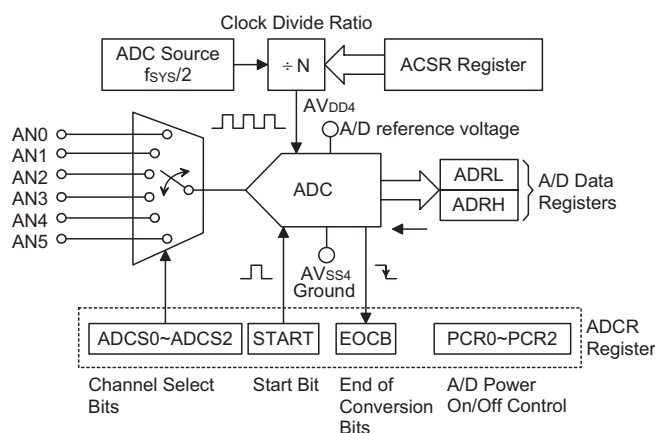 Clock Divide Ratio
ADC Source
fSYS/2
÷ N
ACSR Register
AVDD4
A/D reference voltage
AN0
AN1
AN2
AN3
AN4
AN5
ADC
ADRL
ADRH
A/D Data
Registers
AVSS4
Ground
ADCS0~ADCS2
START
EOCB
PCR0~PCR2
ADCR
Register
Channel Select
Bits
Start Bit
End of
Conversion
Bits
A/D Power
On/Off Control